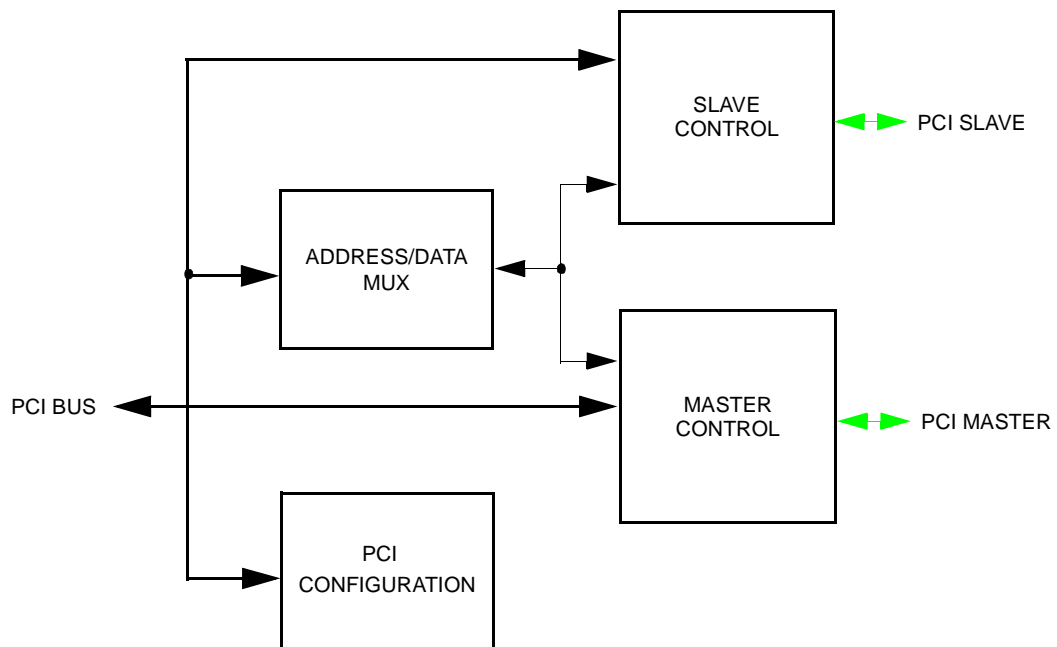 SLAVE
CONTROL
PCI SLAVE
ADDRESS/DATA
MUX
PCI BUS
MASTER
CONTROL
PCI MASTER
PCI
CONFIGURATION